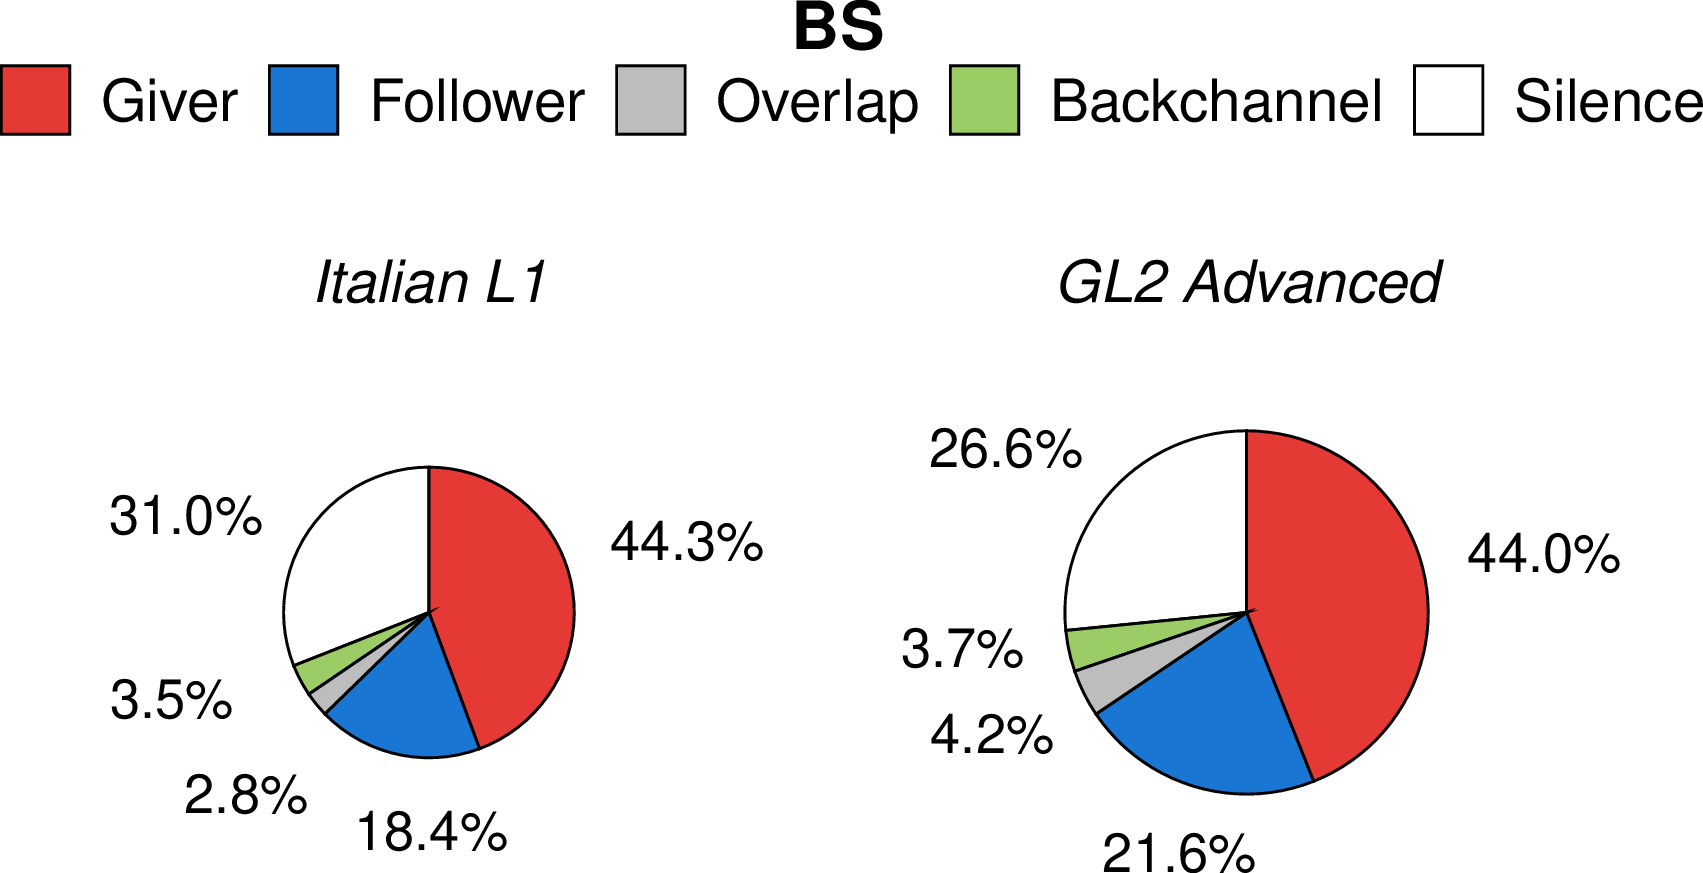 BS
Giver Follower Overlap Backchannel Silence
Italian L1
GL2 Advanced
31.0%
44.3%
3.5%
2.8%
18.4%
26.6%
44.0%
3.7%
4.2%
21.6%